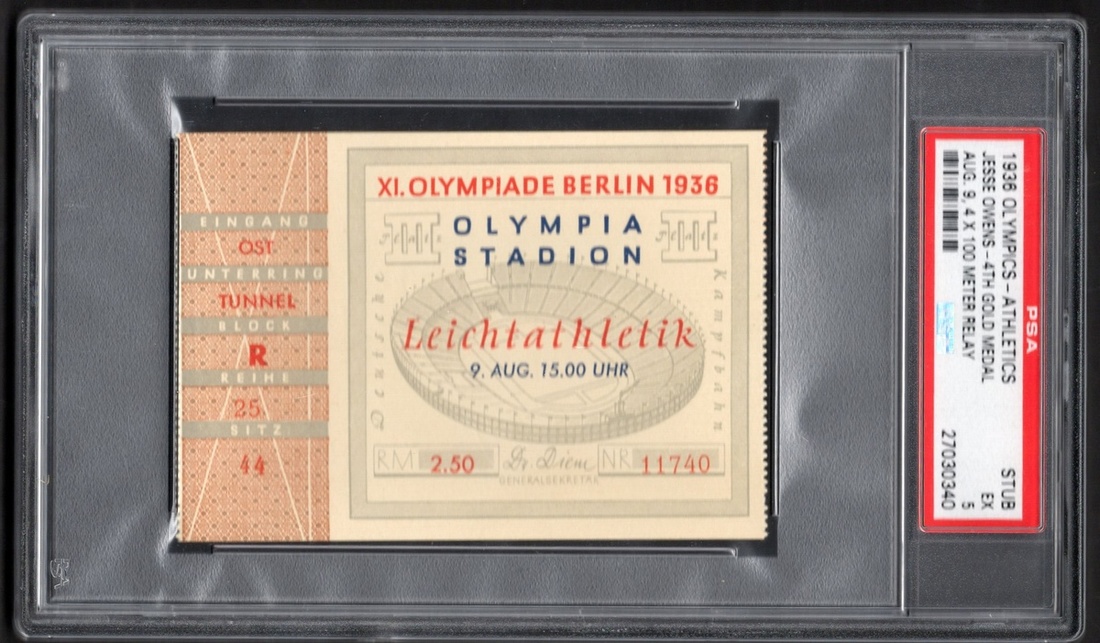 EINGANG
OST
UNTERRING
TUNNEL
BLOCK
R
REIHE
25
SITZ
44
XI. OLYMPIADE BERLIN 1936
OLYMPIA
STADION
Deutsche
Kampfbahn
Leichtathletik
9. AUG. 15.00 UHR
RM 2.50
Dr. Diem
GENERALSEKRETÄR
NR 11740
PSA
1936 OLYMPICS - ATHLETICS STUB
JESSE OWENS - 4TH GOLD MEDAL EX
AUG. 9, 4 X 100 METER RELAY 5
27030340